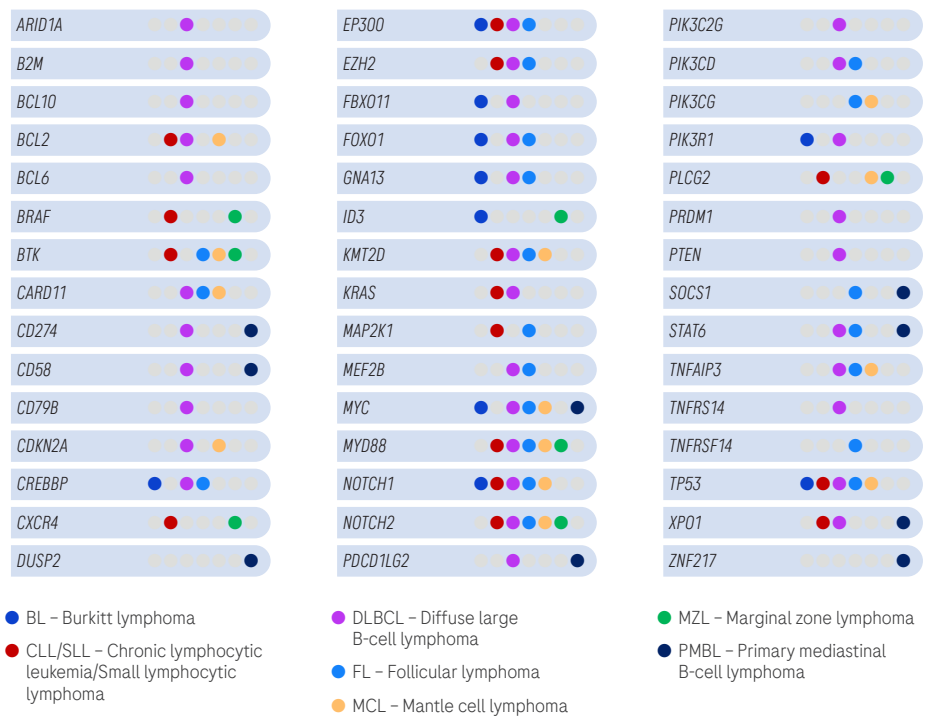 ARID1A
B2M
BCL10
BCL2
BCL6
BRAF
BTK
CARD11
CD274
CD58
CD79B
CDKN2A
CREBBP
CXCR4
DUSP2
EP300
EZH2
FBXO11
FOXO1
GNA13
ID3
KMT2D
KRAS
MAP2K1
MEF2B
MYC
MYD88
NOTCH1
NOTCH2
PDCD1LG2
PIK3C2G
PIK3CD
PIK3CG
PIK3R1
PLCG2
PRDM1
PTEN
SOCS1
STAT6
TNFAIP3
TNFRS14
TNFRSF14
TP53
XPO1
ZNF217
BL – Burkitt lymphoma
CLL/SLL – Chronic lymphocytic
leukemia/Small lymphocytic
lymphoma
DLBCL – Diffuse large
B-cell lymphoma
FL – Follicular lymphoma
MCL – Mantle cell lymphoma
MZL – Marginal zone lymphoma
PMBL – Primary mediastinal
B-cell lymphoma